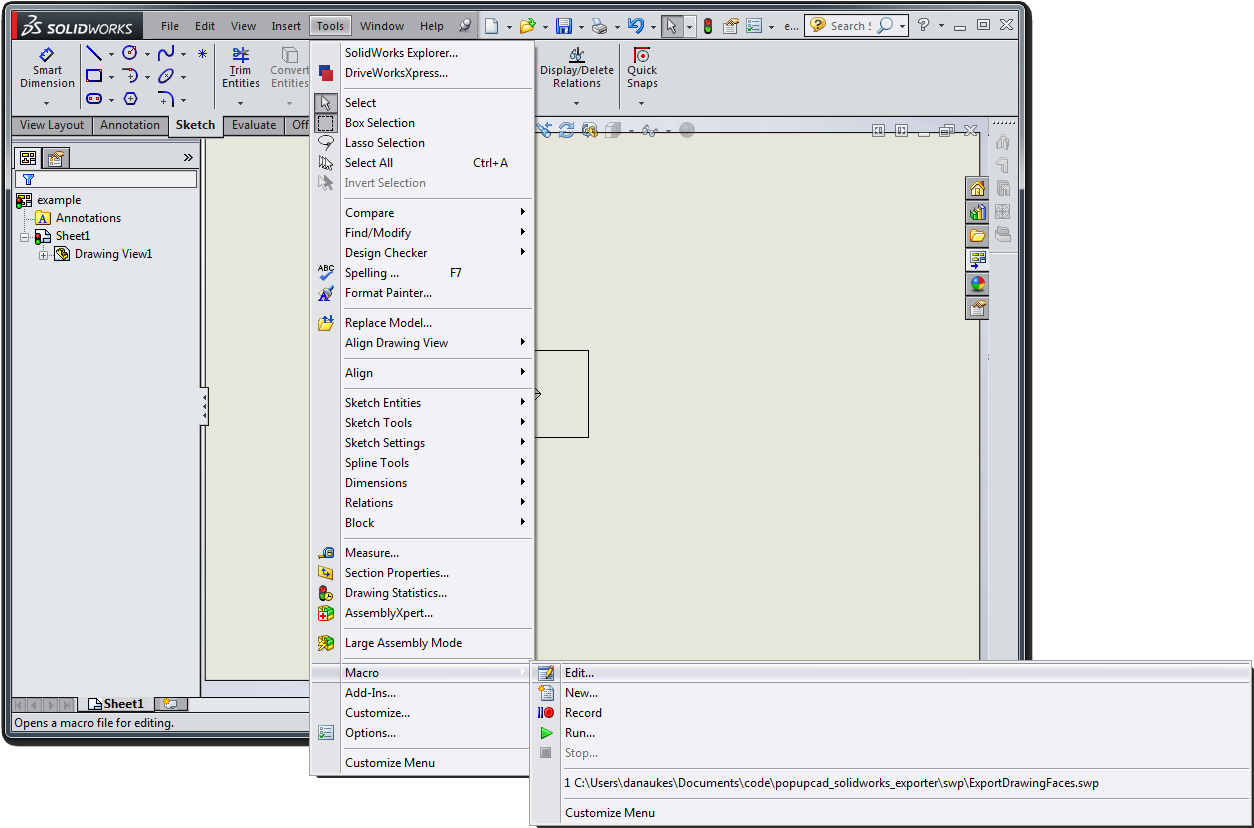 SOLIDWORKS File Edit View Insert Tools Window Help e... Search
Smart Dimension
Trim Entities
Convert Entities
Display/Delete Relations
Quick Snaps
View Layout Annotation Sketch Evaluate Off
example
Annotations
Sheet1
Drawing View1
SolidWorks Explorer...
DriveWorksXpress...
Select
Box Selection
Lasso Selection
Select All Ctrl+A
Invert Selection
Compare
Find/Modify
Design Checker
ABC Spelling ... F7
Format Painter...
Replace Model...
Align Drawing View
Align
Sketch Entities
Sketch Tools
Sketch Settings
Spline Tools
Dimensions
Relations
Block
Measure...
Section Properties...
Drawing Statistics...
AssemblyXpert...
Large Assembly Mode
Macro
Add-Ins...
Customize...
Options...
Customize Menu
Edit...
New...
Record
Run...
Stop...
1 C:\Users\danaukes\Documents\code\popupcad_solidworks_exporter\swp\ExportDrawingFaces.swp
Customize Menu
Sheet1
Opens a macro file for editing.